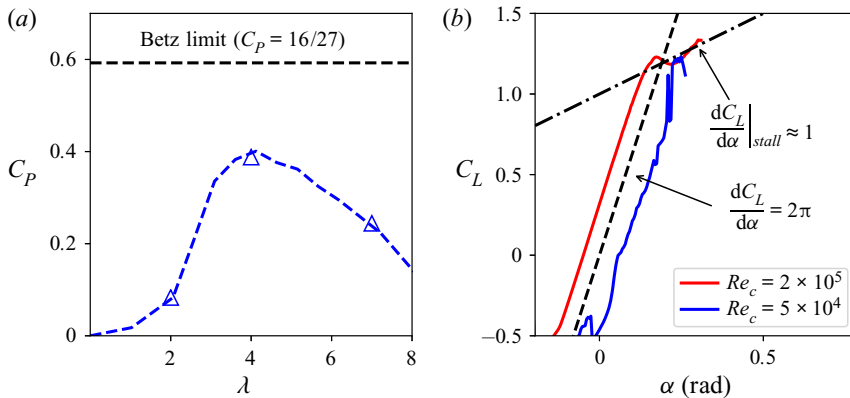 (a)
Betz limit (C_P = 16/27)
0.6
0.4
0.2
0
C_P
2
4
6
8
λ
(b)
1.5
1.0
0.5
0
−0.5
C_L
dC_L/dα|_stall ≈ 1
dC_L/dα = 2π
Re_c = 2 × 10^5
Re_c = 5 × 10^4
0
0.5
α (rad)